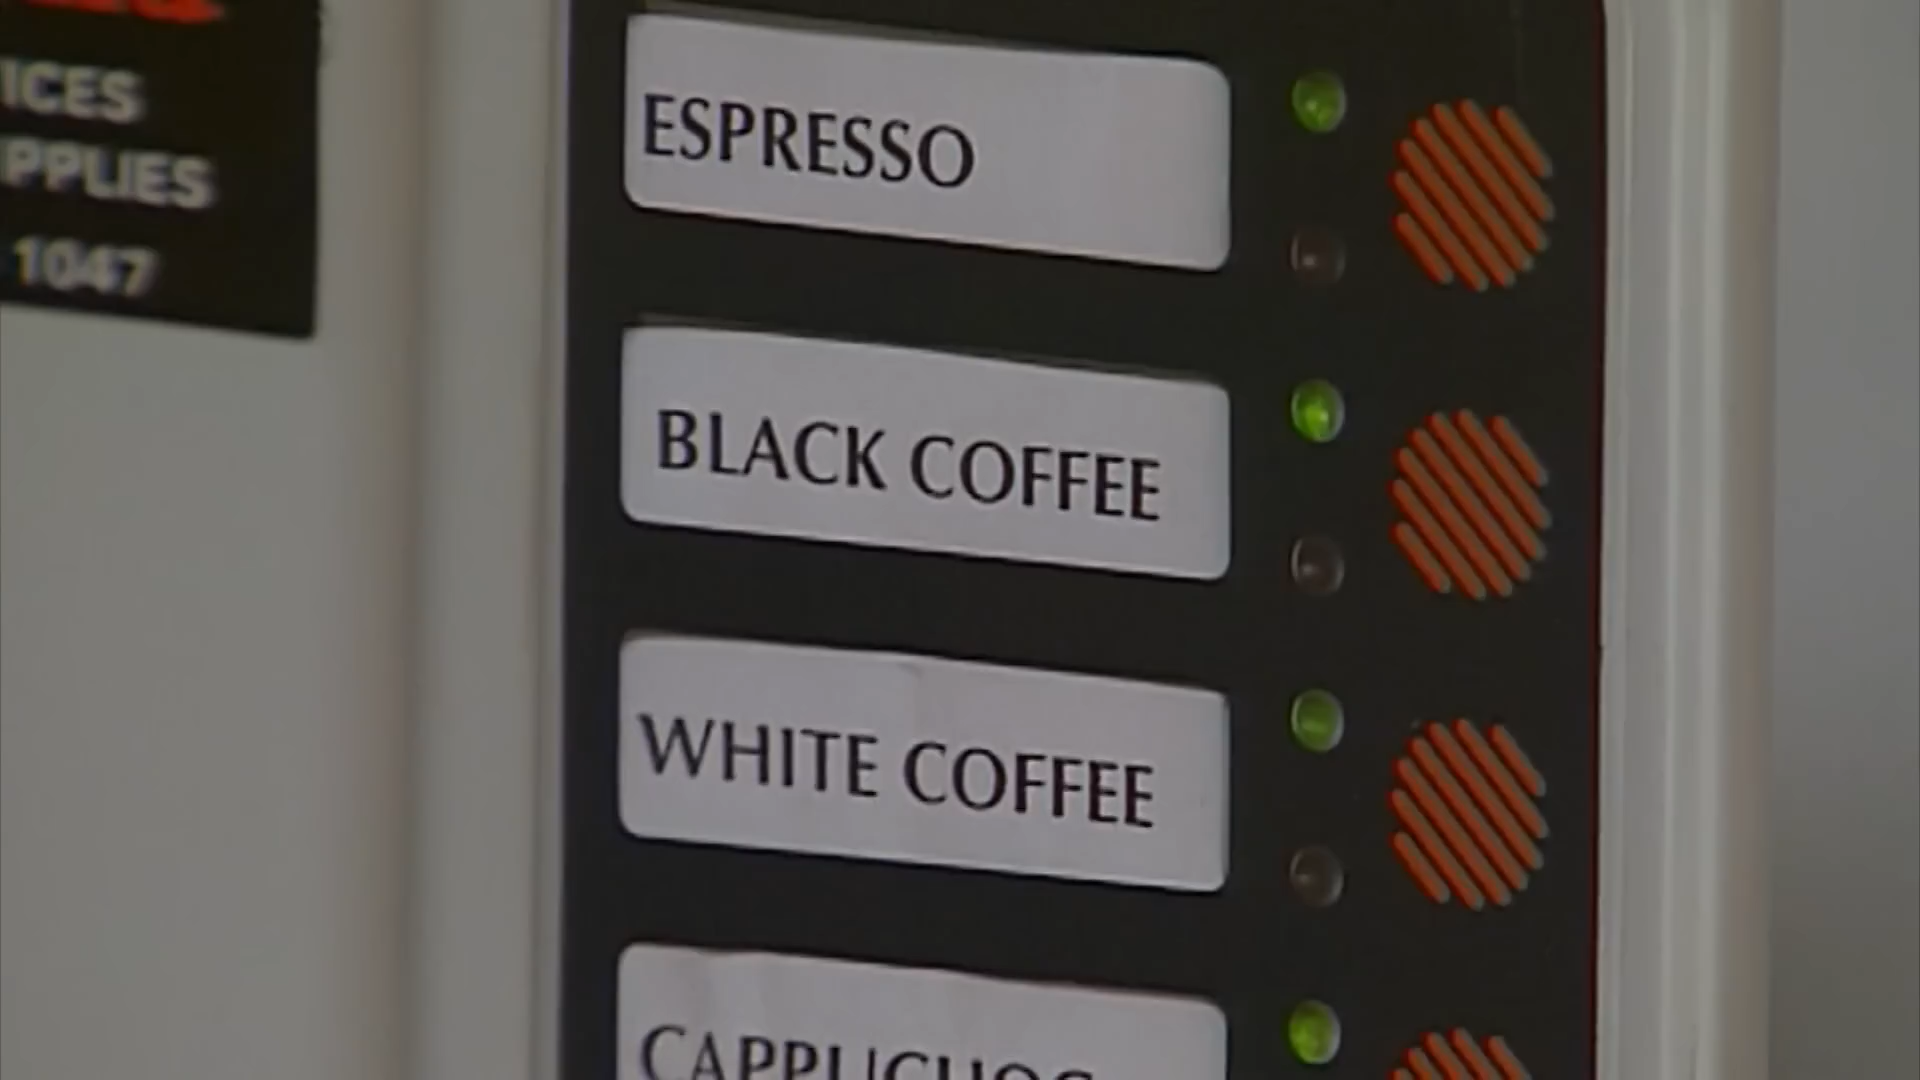 ICES
PPLIES
1047
ESPRESSO
BLACK COFFEE
WHITE COFFEE